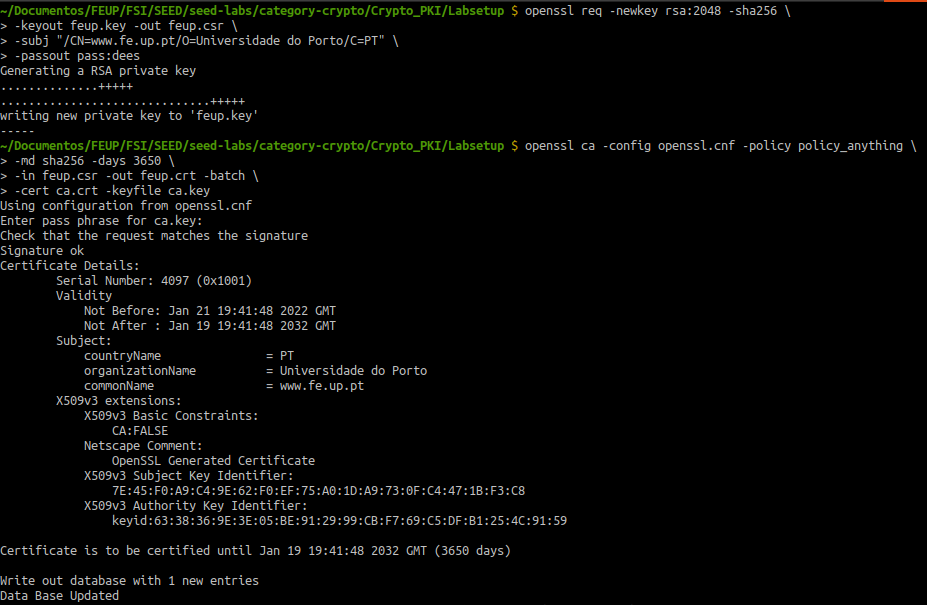 ~/Documentos/FEUP/FSI/SEED/seed-labs/category-crypto/Crypto_PKI/Labsetup $ openssl req -newkey rsa:2048 -sha256 \
> -keyout feup.key -out feup.csr \
> -subj "/CN=www.fe.up.pt/O=Universidade do Porto/C=PT" \
> -passout pass:dees
Generating a RSA private key
..............+++++
..............................+++++
writing new private key to 'feup.key'
-----
~/Documentos/FEUP/FSI/SEED/seed-labs/category-crypto/Crypto_PKI/Labsetup $ openssl ca -config openssl.cnf -policy policy_anything \
> -md sha256 -days 3650 \
> -in feup.csr -out feup.crt -batch \
> -cert ca.crt -keyfile ca.key
Using configuration from openssl.cnf
Enter pass phrase for ca.key:
Check that the request matches the signature
Signature ok
Certificate Details:
        Serial Number: 4097 (0x1001)
        Validity
            Not Before: Jan 21 19:41:48 2022 GMT
            Not After : Jan 19 19:41:48 2032 GMT
        Subject:
            countryName               = PT
            organizationName          = Universidade do Porto
            commonName                = www.fe.up.pt
        X509v3 extensions:
            X509v3 Basic Constraints:
                CA:FALSE
            Netscape Comment:
                OpenSSL Generated Certificate
            X509v3 Subject Key Identifier:
                7E:45:F0:A9:C4:9E:62:F0:EF:75:A0:1D:A9:73:0F:C4:47:1B:F3:C8
            X509v3 Authority Key Identifier:
                keyid:63:38:36:9E:3E:05:BE:91:29:99:CB:F7:69:C5:DF:B1:25:4C:91:59

Certificate is to be certified until Jan 19 19:41:48 2032 GMT (3650 days)

Write out database with 1 new entries
Data Base Updated